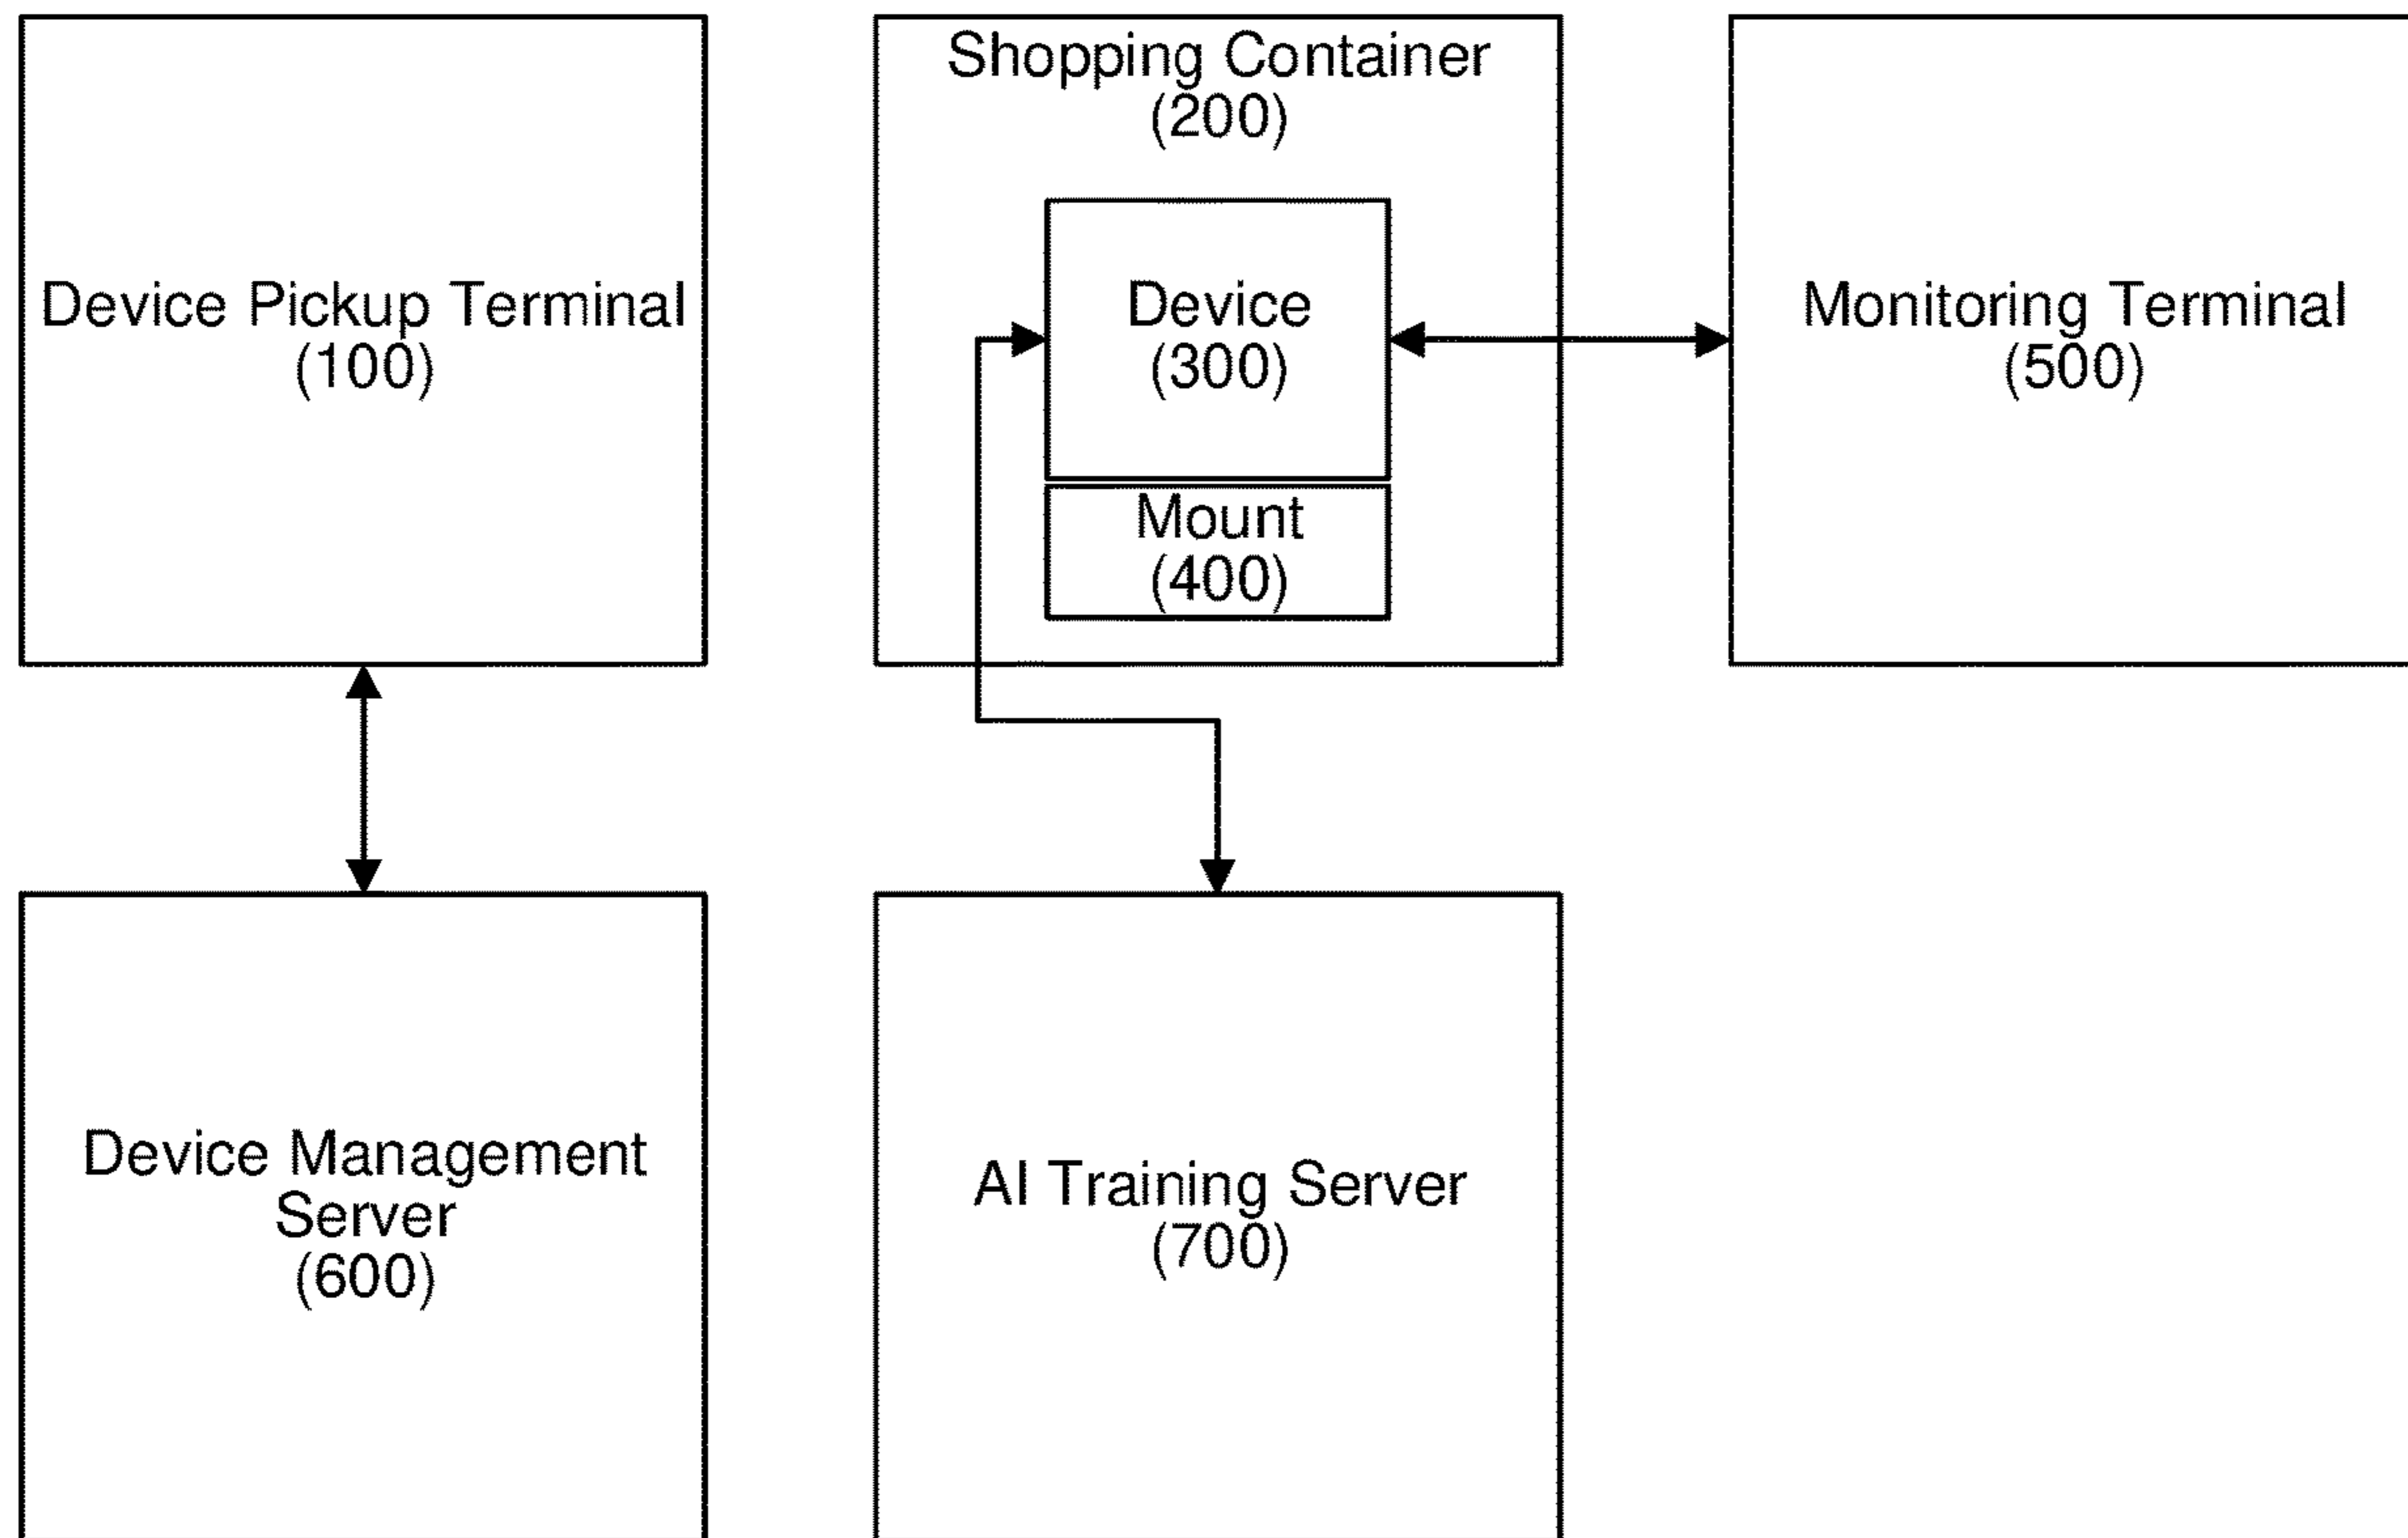 Device Pickup Terminal
(100)
Shopping Container
(200)
Device
(300)
Mount
(400)
Monitoring Terminal
(500)
Device Management
Server
(600)
AI Training Server
(700)